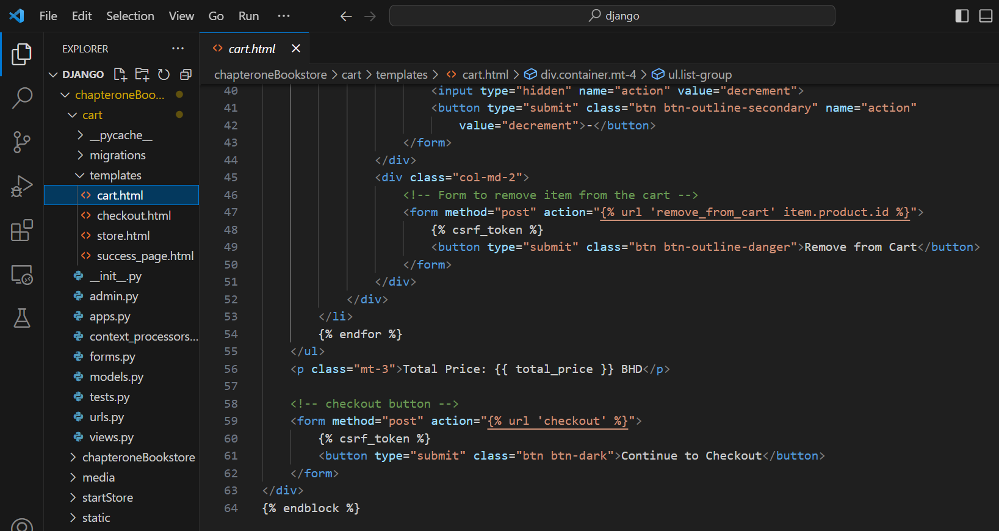 File Edit Selection View Go Run ··· django
EXPLORER ···
DJANGO
chapteroneBoo...
cart
__pycache__
migrations
templates
cart.html
checkout.html
store.html
success_page.html
__init__.py
admin.py
apps.py
context_processors...
forms.py
models.py
tests.py
urls.py
views.py
chapteroneBookstore
media
startStore
static
<> cart.html
chapteroneBookstore > cart > templates > <> cart.html > div.container.mt-4 > ul.list-group
40 <input type="hidden" name="action" value="decrement">
41 <button type="submit" class="btn btn-outline-secondary" name="action"
42 value="decrement">-</button>
43 </form>
44 </div>
45 <div class="col-md-2">
46 <!-- Form to remove item from the cart -->
47 <form method="post" action="{% url 'remove_from_cart' item.product.id %}">
48 {% csrf_token %}
49 <button type="submit" class="btn btn-outline-danger">Remove from Cart</button>
50 </form>
51 </div>
52 </div>
53 </li>
54 {% endfor %}
55 </ul>
56 <p class="mt-3">Total Price: {{ total_price }} BHD</p>
57
58 <!-- checkout button -->
59 <form method="post" action="{% url 'checkout' %}">
60 {% csrf_token %}
61 <button type="submit" class="btn btn-dark">Continue to Checkout</button>
62 </form>
63 </div>
64 {% endblock %}